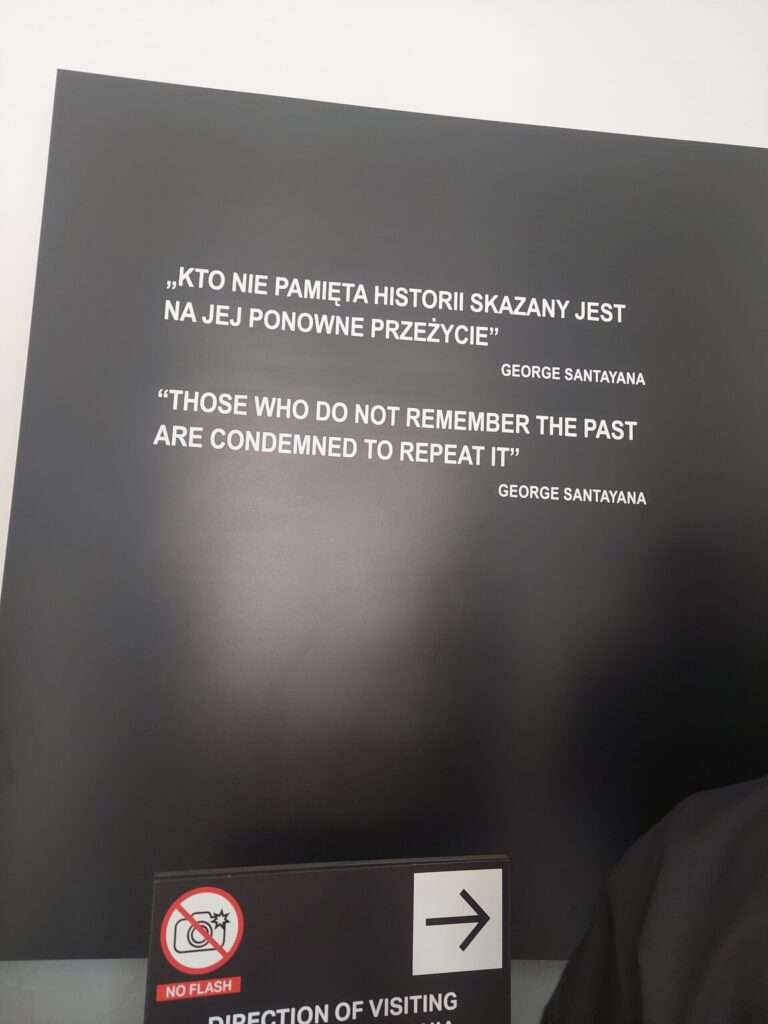 „KTO NIE PAMIĘTA HISTORII SKAZANY JEST
NA JEJ PONOWNE PRZEŻYCIE”
GEORGE SANTAYANA
“THOSE WHO DO NOT REMEMBER THE PAST
ARE CONDEMNED TO REPEAT IT”
GEORGE SANTAYANA
NO FLASH
DIRECTION OF VISITING